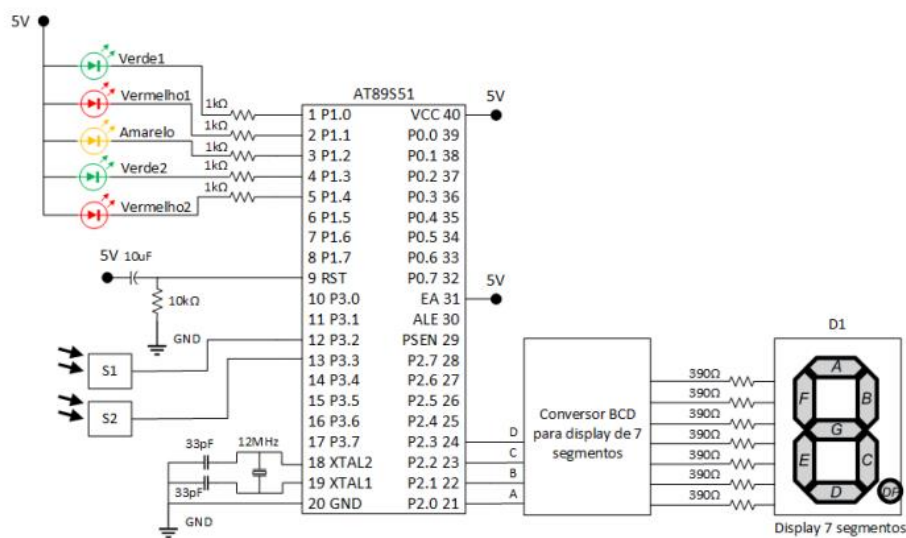 5V
Verde1
Vermelho1
Amarelo
Verde2
Vermelho2
1kΩ
1kΩ
1kΩ
1kΩ
1kΩ
AT89S51
1 P1.0 VCC 40
2 P1.1 P0.0 39
3 P1.2 P0.1 38
4 P1.3 P0.2 37
5 P1.4 P0.3 36
6 P1.5 P0.4 35
7 P1.6 P0.5 34
8 P1.7 P0.6 33
9 RST P0.7 32
10 P3.0 EA 31
11 P3.1 ALE 30
12 P3.2 PSEN 29
13 P3.3 P2.7 28
14 P3.4 P2.6 27
15 P3.5 P2.5 26
16 P3.6 P2.4 25
17 P3.7 P2.3 24
18 XTAL2 P2.2 23
19 XTAL1 P2.1 22
20 GND P2.0 21
5V
5V
5V 10uF
10kΩ
GND
S1
S2
33pF 12MHz
33pF
GND
D
C
B
A
Conversor BCD
para display de 7
segmentos
390Ω
390Ω
390Ω
390Ω
390Ω
390Ω
390Ω
D1
A
F B
G
E C
D
DP
Display 7 segmentos